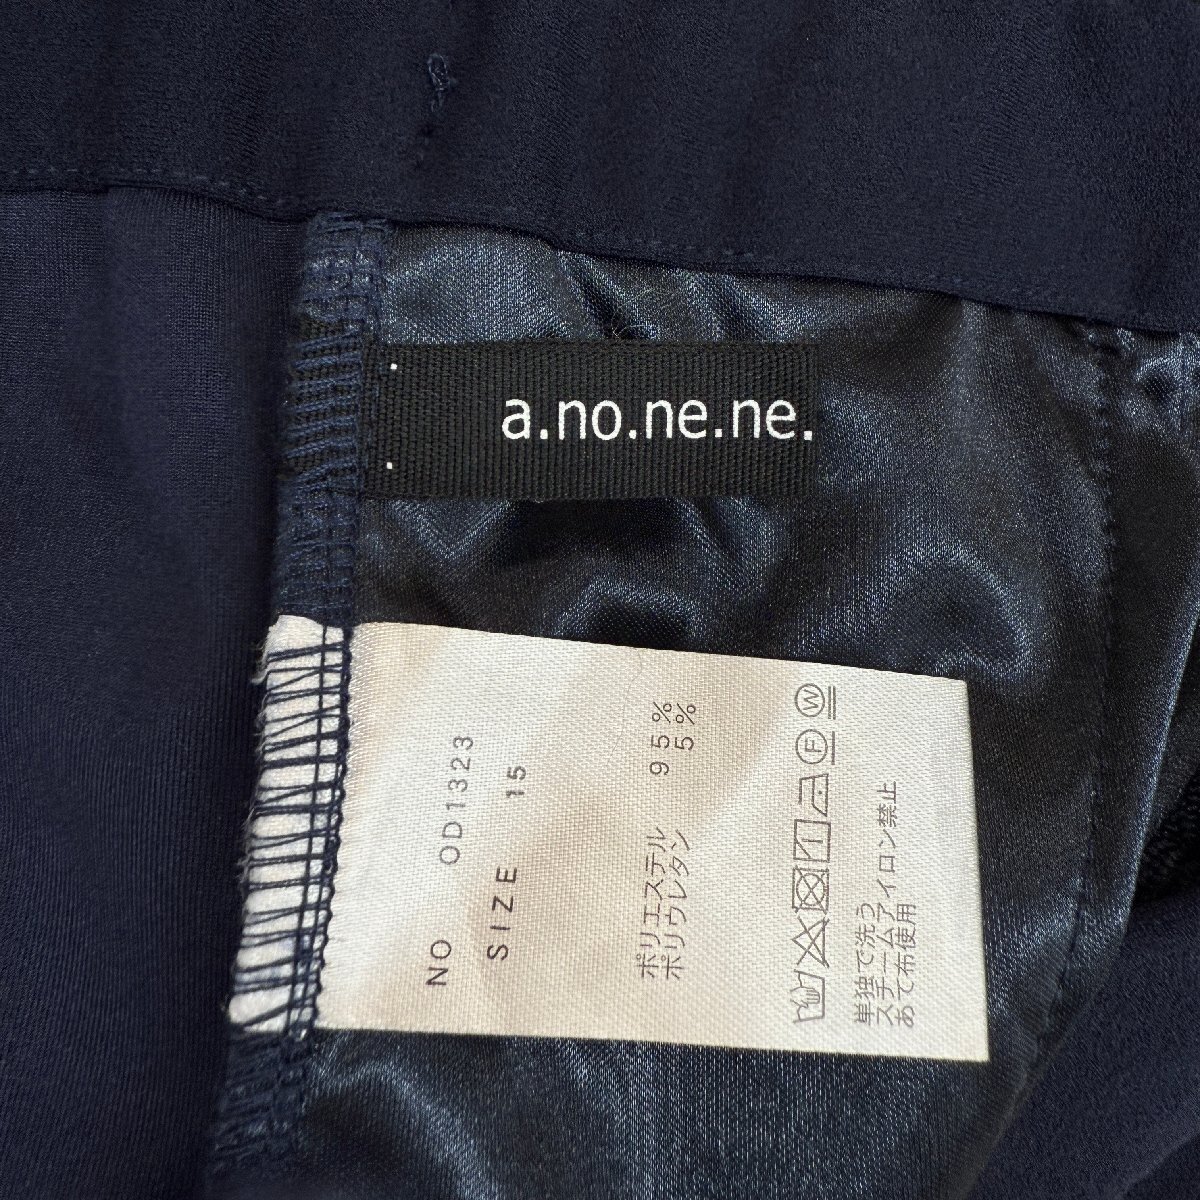 a.no.ne.ne.
NO OD1323
SIZE 15
ポリエステル 95%
ポリウレタン 5%
F W
単独で洗う
スチームアイロン禁止
あて布使用